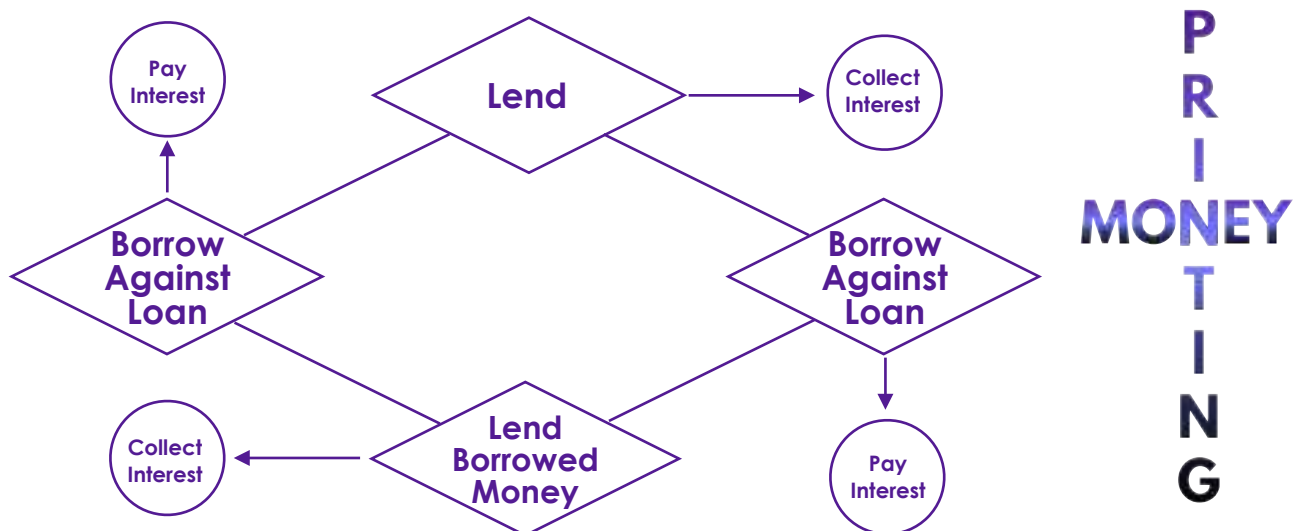 Pay
Interest
Lend
Collect
Interest
Borrow
Against
Loan
Borrow
Against
Loan
Lend
Borrowed
Money
Collect
Interest
Pay
Interest
P
R
I
MONEY
T
I
N
G